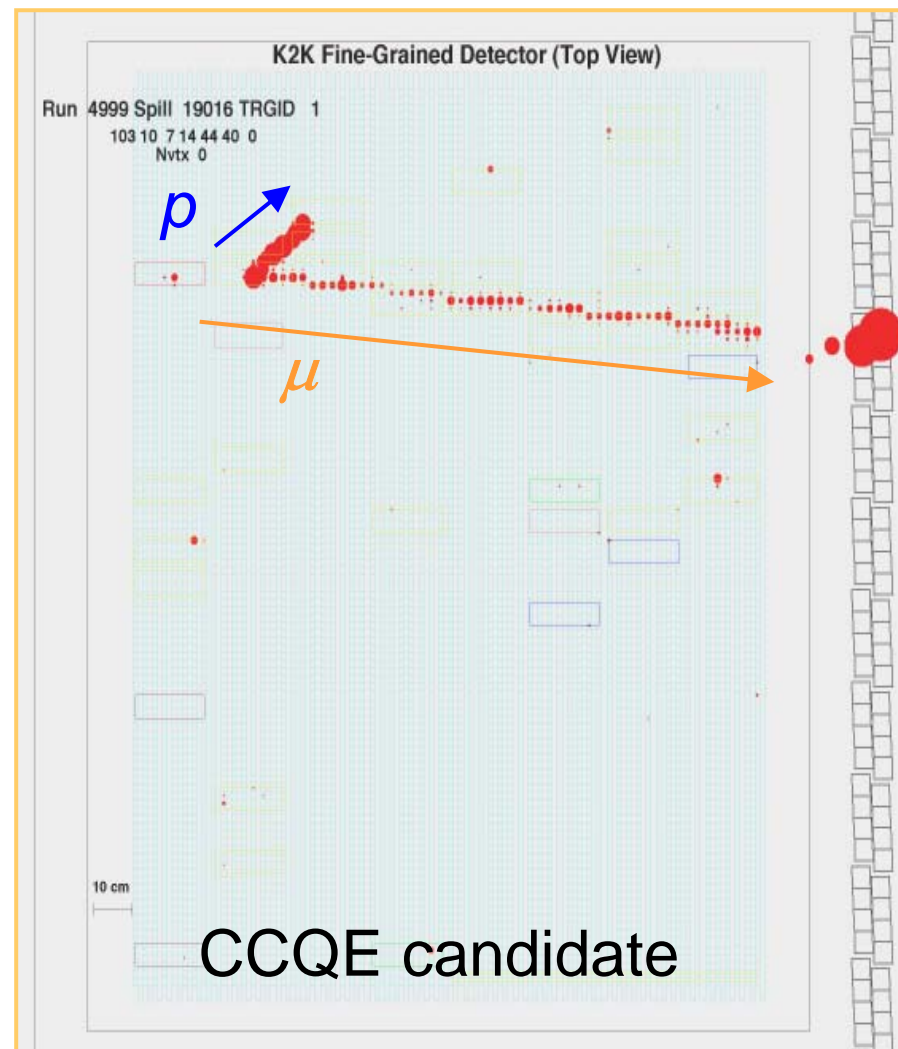 K2K Fine-Grained Detector (Top View)
Run 4999 Spill 19016 TRGID 1
103 10 7 14 44 40 0
Nvtx 0
p
μ
10 cm
CCQE candidate